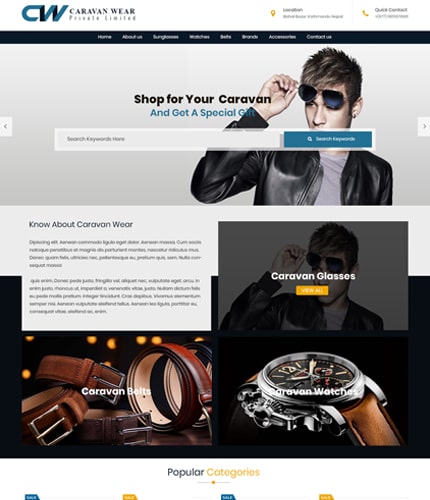 CW CARAVAN WEAR
Private Limited
Location
Quick Contact
Home About us Sunglasses Watches Belts Brands Accessories Contact us
Shop for Your Caravan
And Get A Special Gift
Search Keywords Here
Search Keywords
Know About Caravan Wear
Dipiscing elit. Aenean commodo ligula eget dolor. Aenean massa. Cum sociis
natoque penatibus et magnis dis parturient montes, nascetur ridiculus mus.
Donec quam felis, ultricies nec, pellentesque eu, pretium quis, sem. Nulla con-
sequat massa
quis enim. Donec pede justo, fringilla vel, aliquet nec, vulputate eget, arcu. In
enim justo, rhoncus ut, imperdiet a, venenatis vitae, justo. Nullam dictum felis
eu pede mollis pretium. Integer tincidunt. Cras dapibus. Vivamus elementum
semper nisi. Aenean vulputate eleifend tellus. Aenean leo ligula, porttitor eu,
consequat vitae, eleifend ac, enim.
Caravan Glasses
VIEW ALL
Caravan Belts
Caravan Watches
Popular Categories
SALE SALE SALE SALE